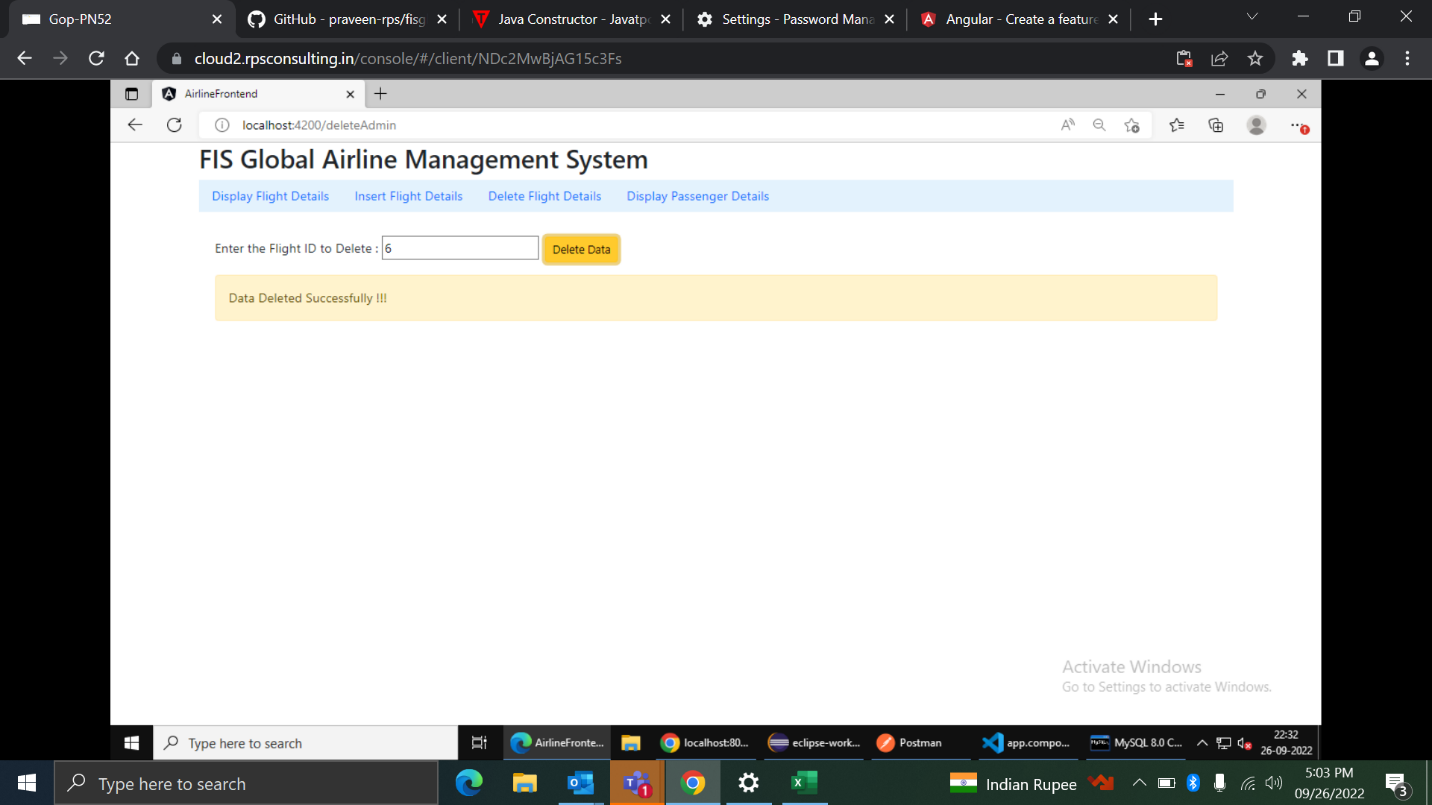 Gop-PN52
GitHub - praveen-rps/fisg
Java Constructor - Javatpo
Settings - Password Mana
Angular - Create a feature
cloud2.rpsconsulting.in/console/#/client/NDc2MwBjAG15c3Fs
AirlineFrontend
localhost:4200/deleteAdmin
FIS Global Airline Management System
Display Flight Details Insert Flight Details Delete Flight Details Display Passenger Details
Enter the Flight ID to Delete : 6 Delete Data
Data Deleted Successfully !!!
Activate Windows
Go to Settings to activate Windows.
Type here to search
AirlineFronte...
localhost:80...
eclipse-work...
Postman
app.compo...
MySQL 8.0 C...
22:32
26-09-2022
Type here to search
1
Indian Rupee
5:03 PM
09/26/2022
3